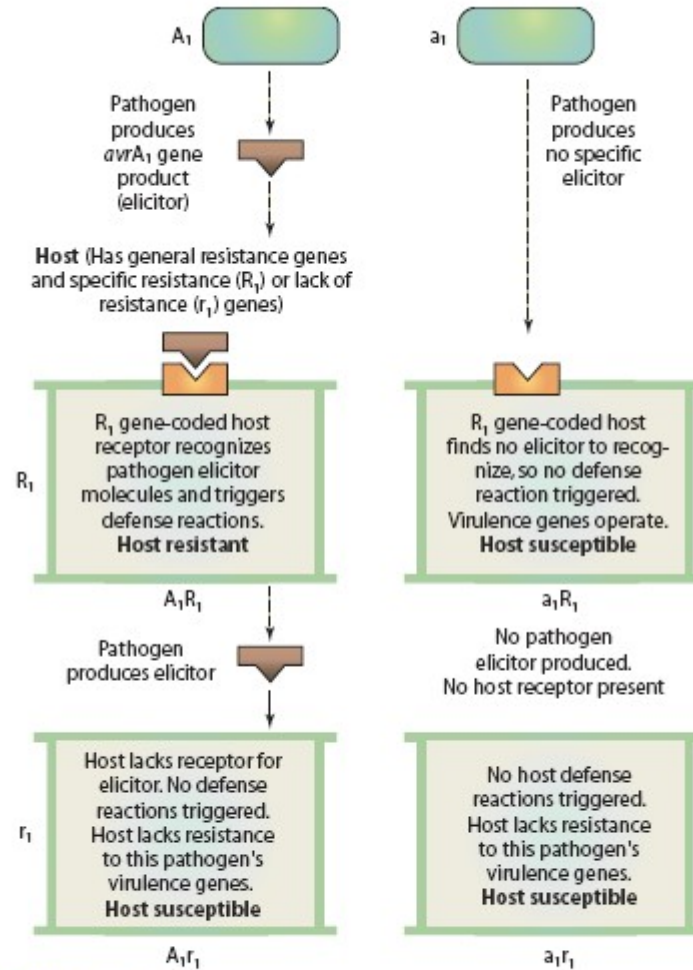 A₁
a₁
Pathogen
produces
avrA₁ gene
product
(elicitor)
Pathogen
produces
no specific
elicitor
Host (Has general resistance genes
and specific resistance (R₁) or lack of
resistance (r₁) genes)
R₁
R₁ gene-coded host
receptor recognizes
pathogen elicitor
molecules and triggers
defense reactions.
Host resistant
A₁R₁
R₁ gene-coded host
finds no elicitor to recog-
nize, so no defense
reaction triggered.
Virulence genes operate.
Host susceptible
a₁R₁
Pathogen
produces elicitor
No pathogen
elicitor produced.
No host receptor present
r₁
Host lacks receptor for
elicitor. No defense
reactions triggered.
Host lacks resistance
to this pathogen's
virulence genes.
Host susceptible
A₁r₁
No host defense
reactions triggered.
Host lacks resistance
to this pathogen's
virulence genes.
Host susceptible
a₁r₁